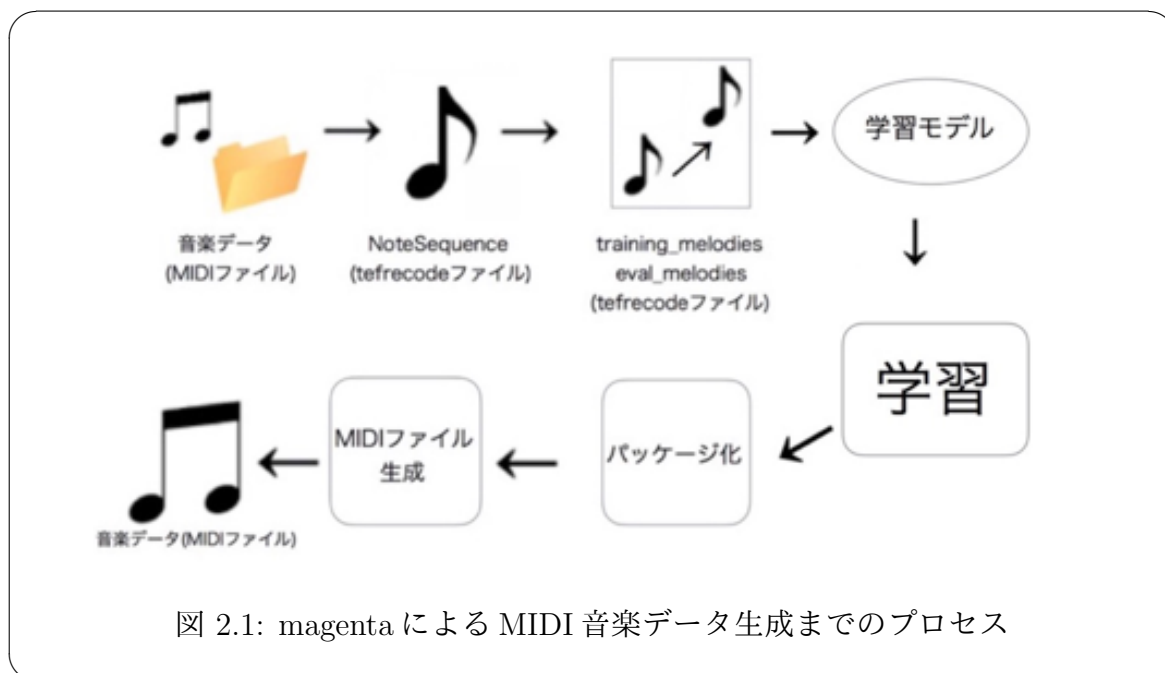 音楽データ
(MIDIファイル)
NoteSequence
(tefrecodeファイル)
training_melodies
eval_melodies
(tefrecodeファイル)
学習モデル
学習
パッケージ化
MIDIファイル
生成
音楽データ(MIDIファイル)
図 2.1: magenta による MIDI 音楽データ生成までのプロセス